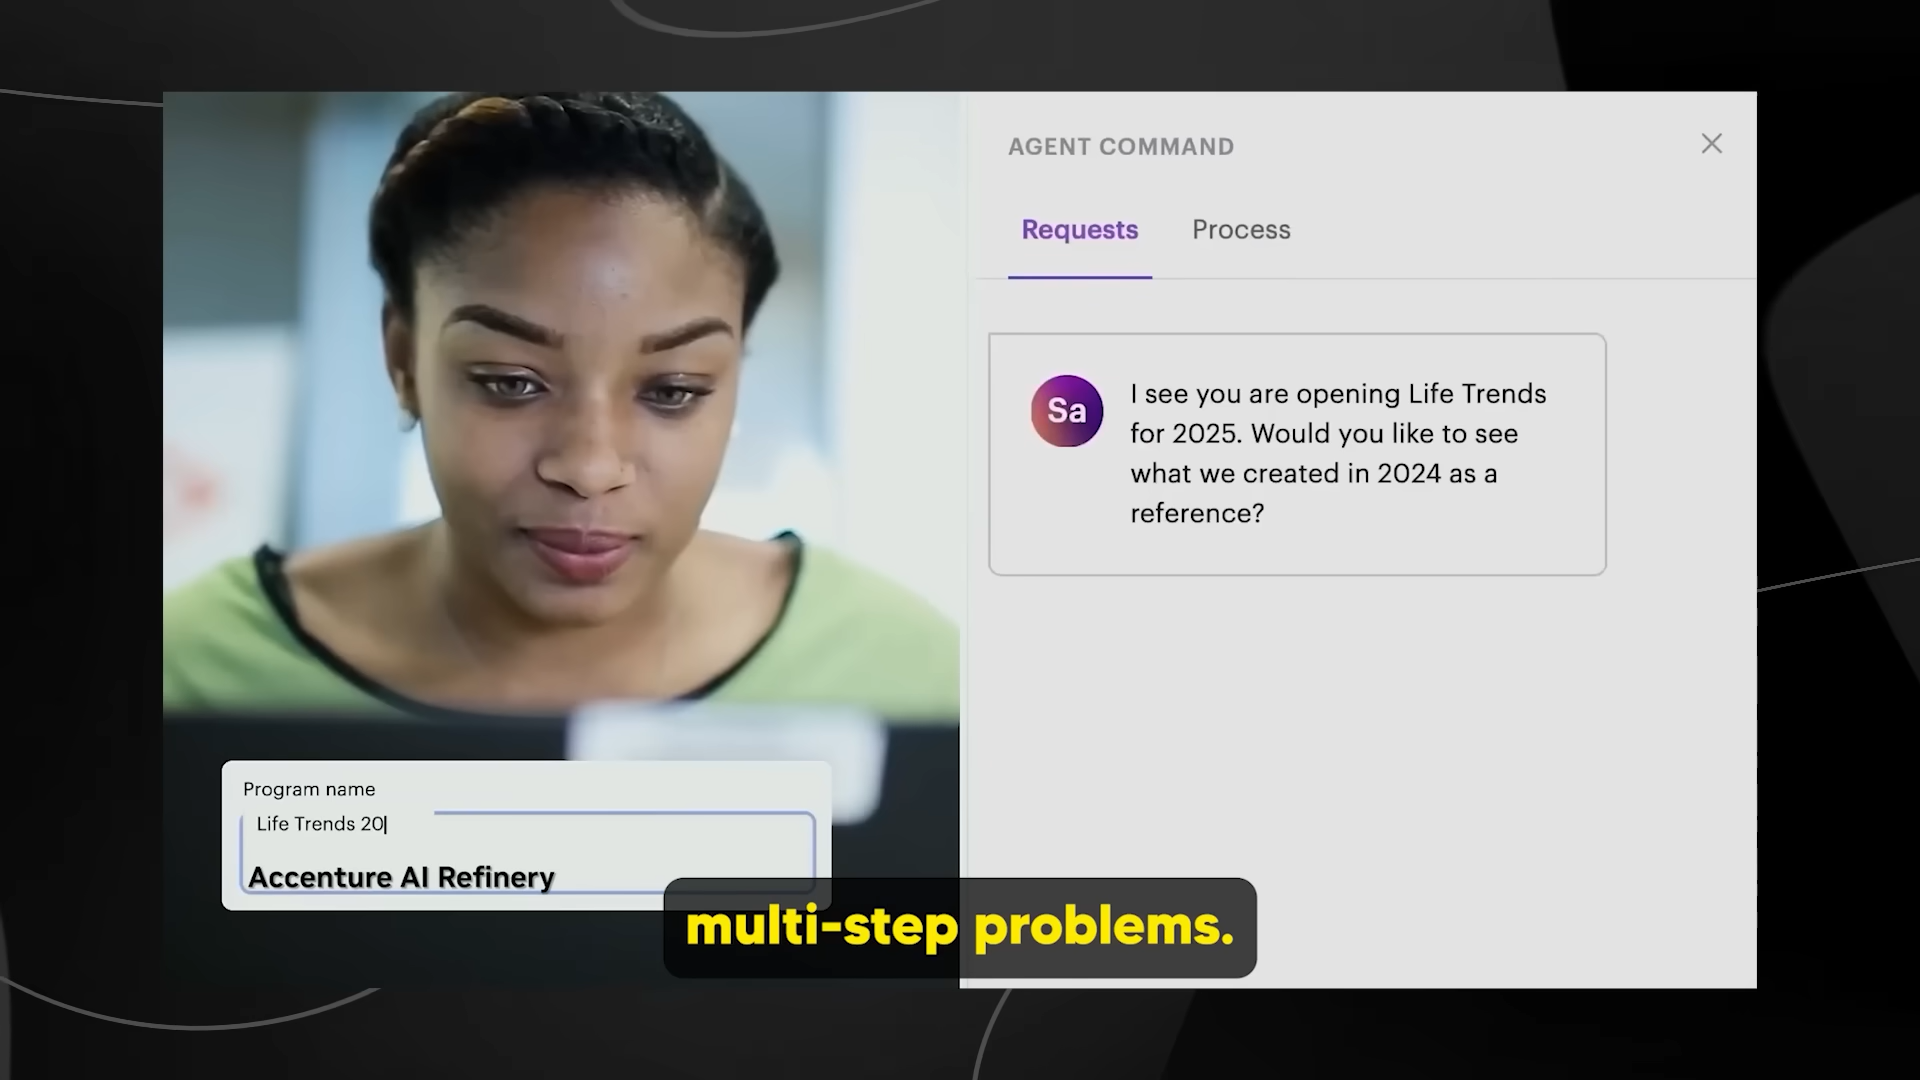 AGENT COMMAND
Requests
Process
Sa
I see you are opening Life Trends
for 2025. Would you like to see
what we created in 2024 as a
reference?
Program name
Life Trends 20
Accenture AI Refinery
multi-step problems.